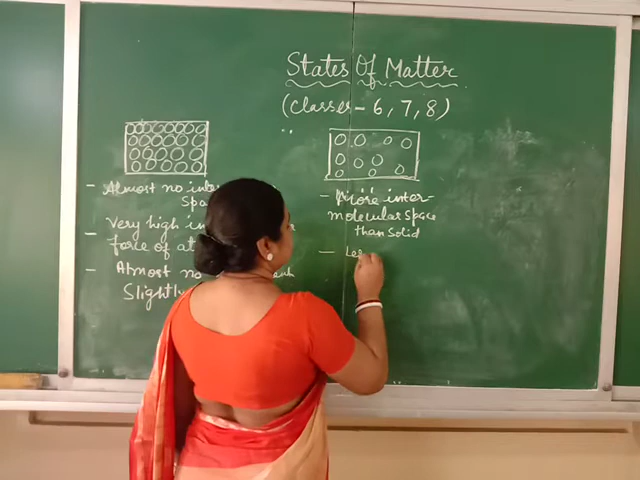 States Of Matter
(Classes - 6, 7, 8)
- Almost no inter
Spa
- Very high in
force of at
- Almost no
Slightly
- More inter-
molecular space
than solid
- Les